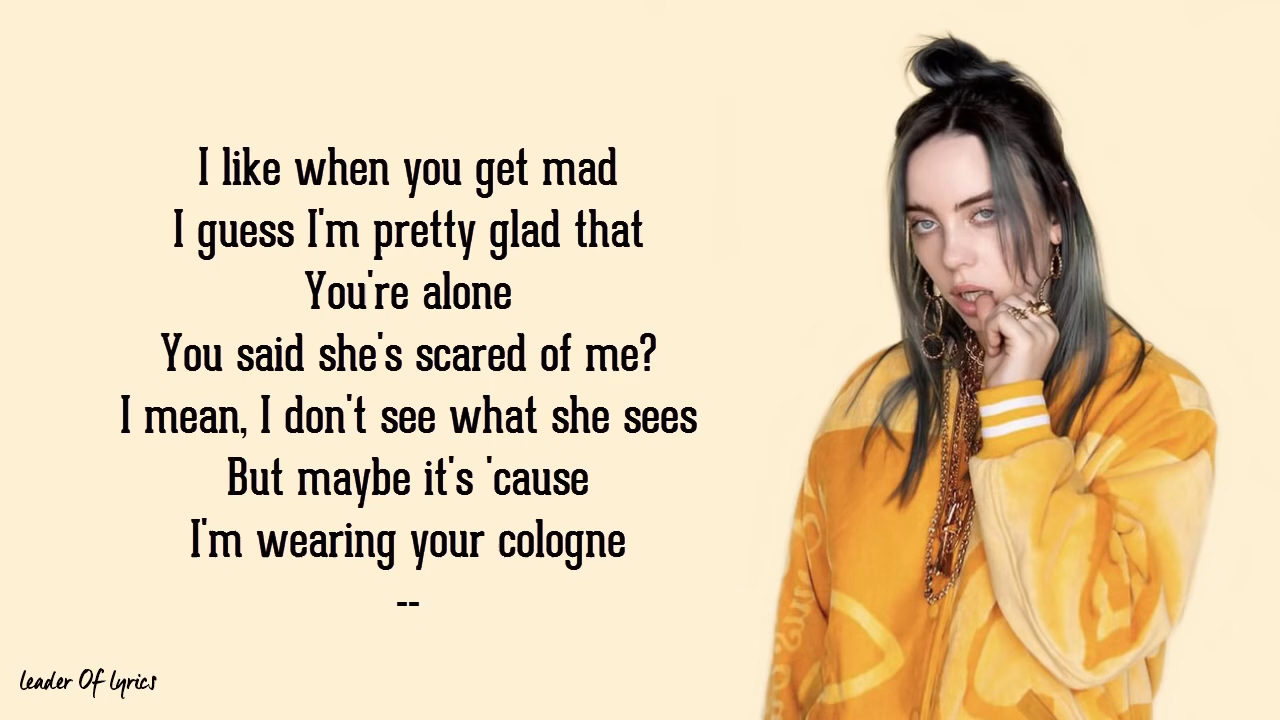 I like when you get mad
I guess I'm pretty glad that
You're alone
You said she's scared of me?
I mean, I don't see what she sees
But maybe it's 'cause
I'm wearing your cologne
--
Leader Of Lyrics